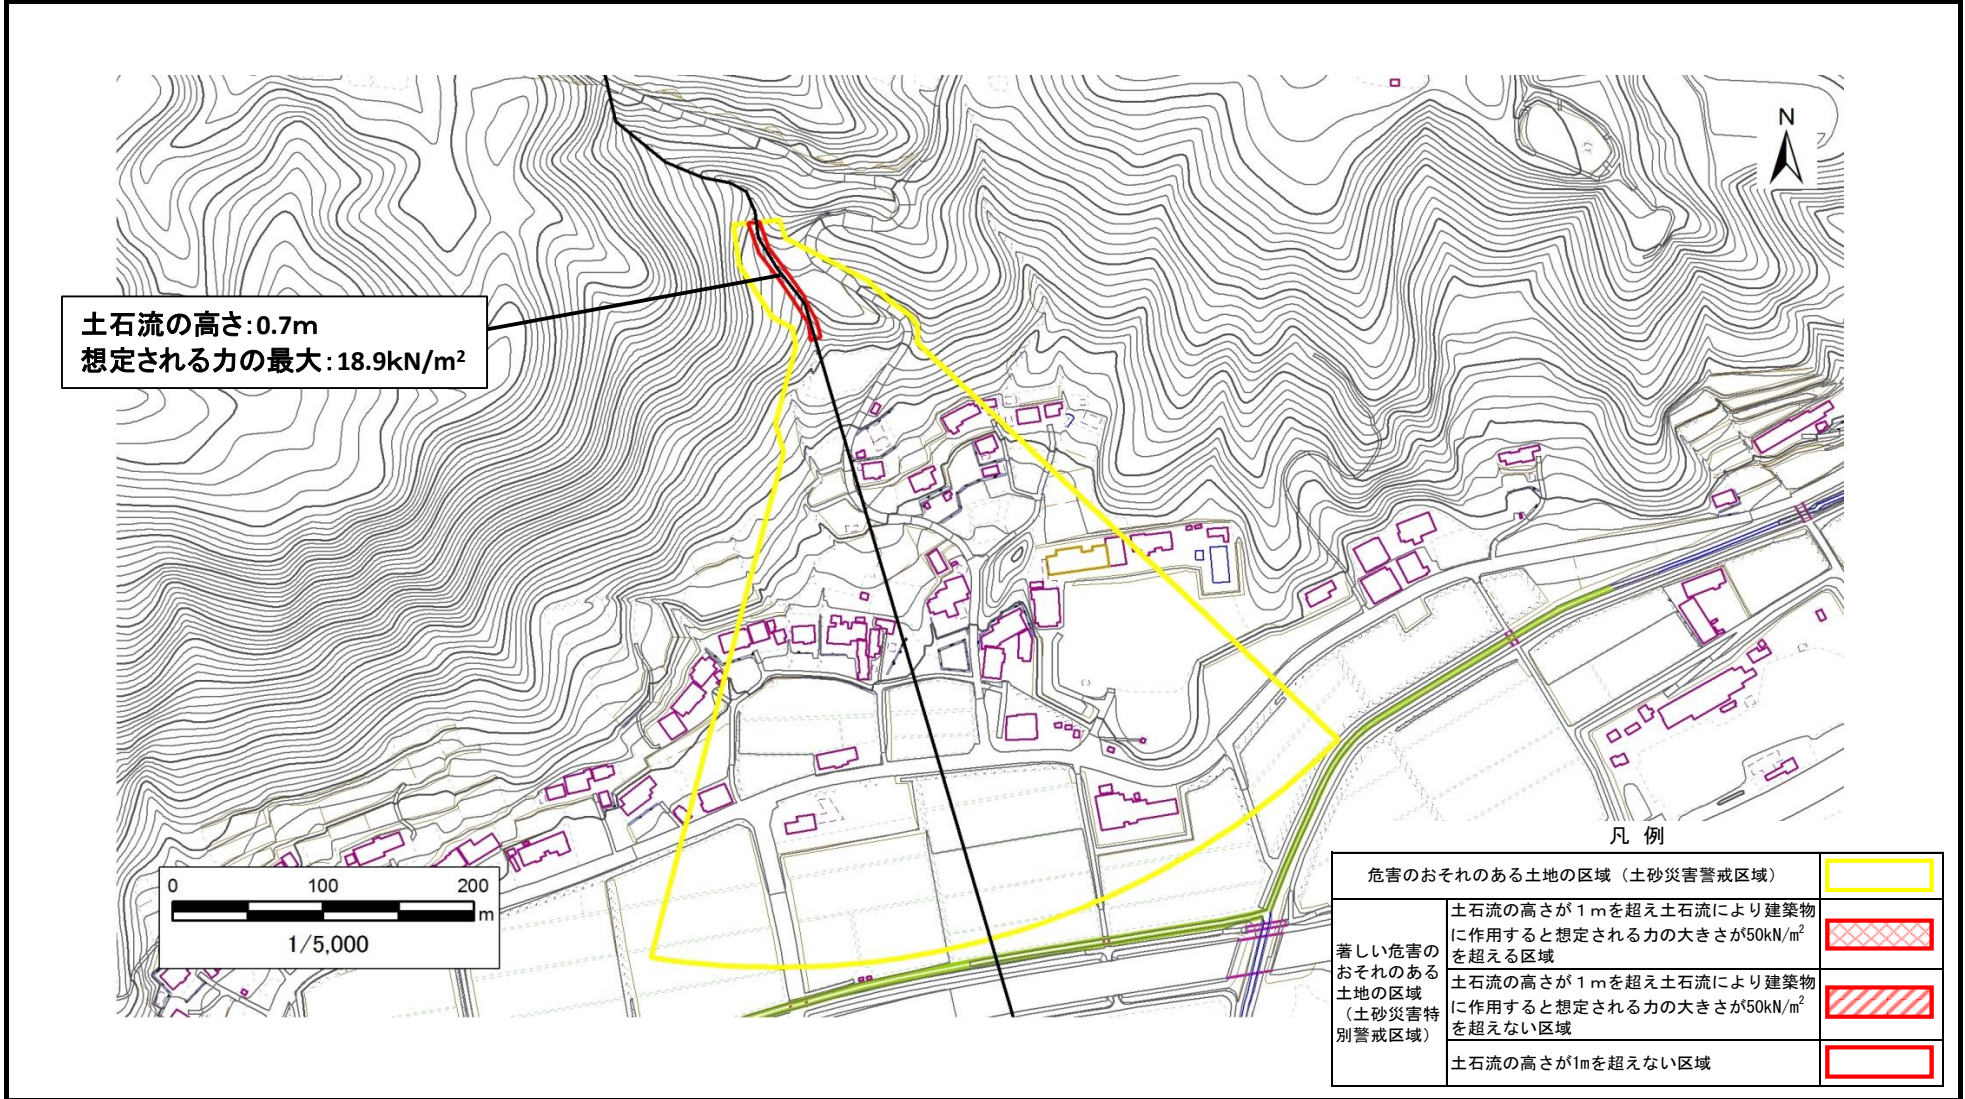 N
土石流の高さ:0.7m
想定される力の最大:18.9kN/m²
0 100 200
m
1/5,000
凡 例
危害のおそれのある土地の区域（土砂災害警戒区域）
著しい危害の
おそれのある
土地の区域
（土砂災害特
別警戒区域）
土石流の高さが１ｍを超え土石流により建築物
に作用すると想定される力の大きさが50kN/㎡
を超える区域
土石流の高さが１ｍを超え土石流により建築物
に作用すると想定される力の大きさが50kN/㎡
を超えない区域
土石流の高さが1mを超えない区域